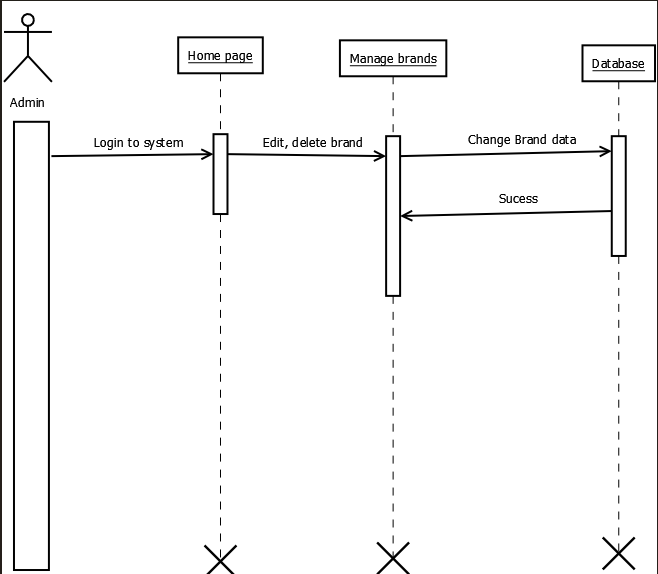 Home page
Manage brands
Database
Admin
Login to system
Edit, delete brand
Change Brand data
Sucess